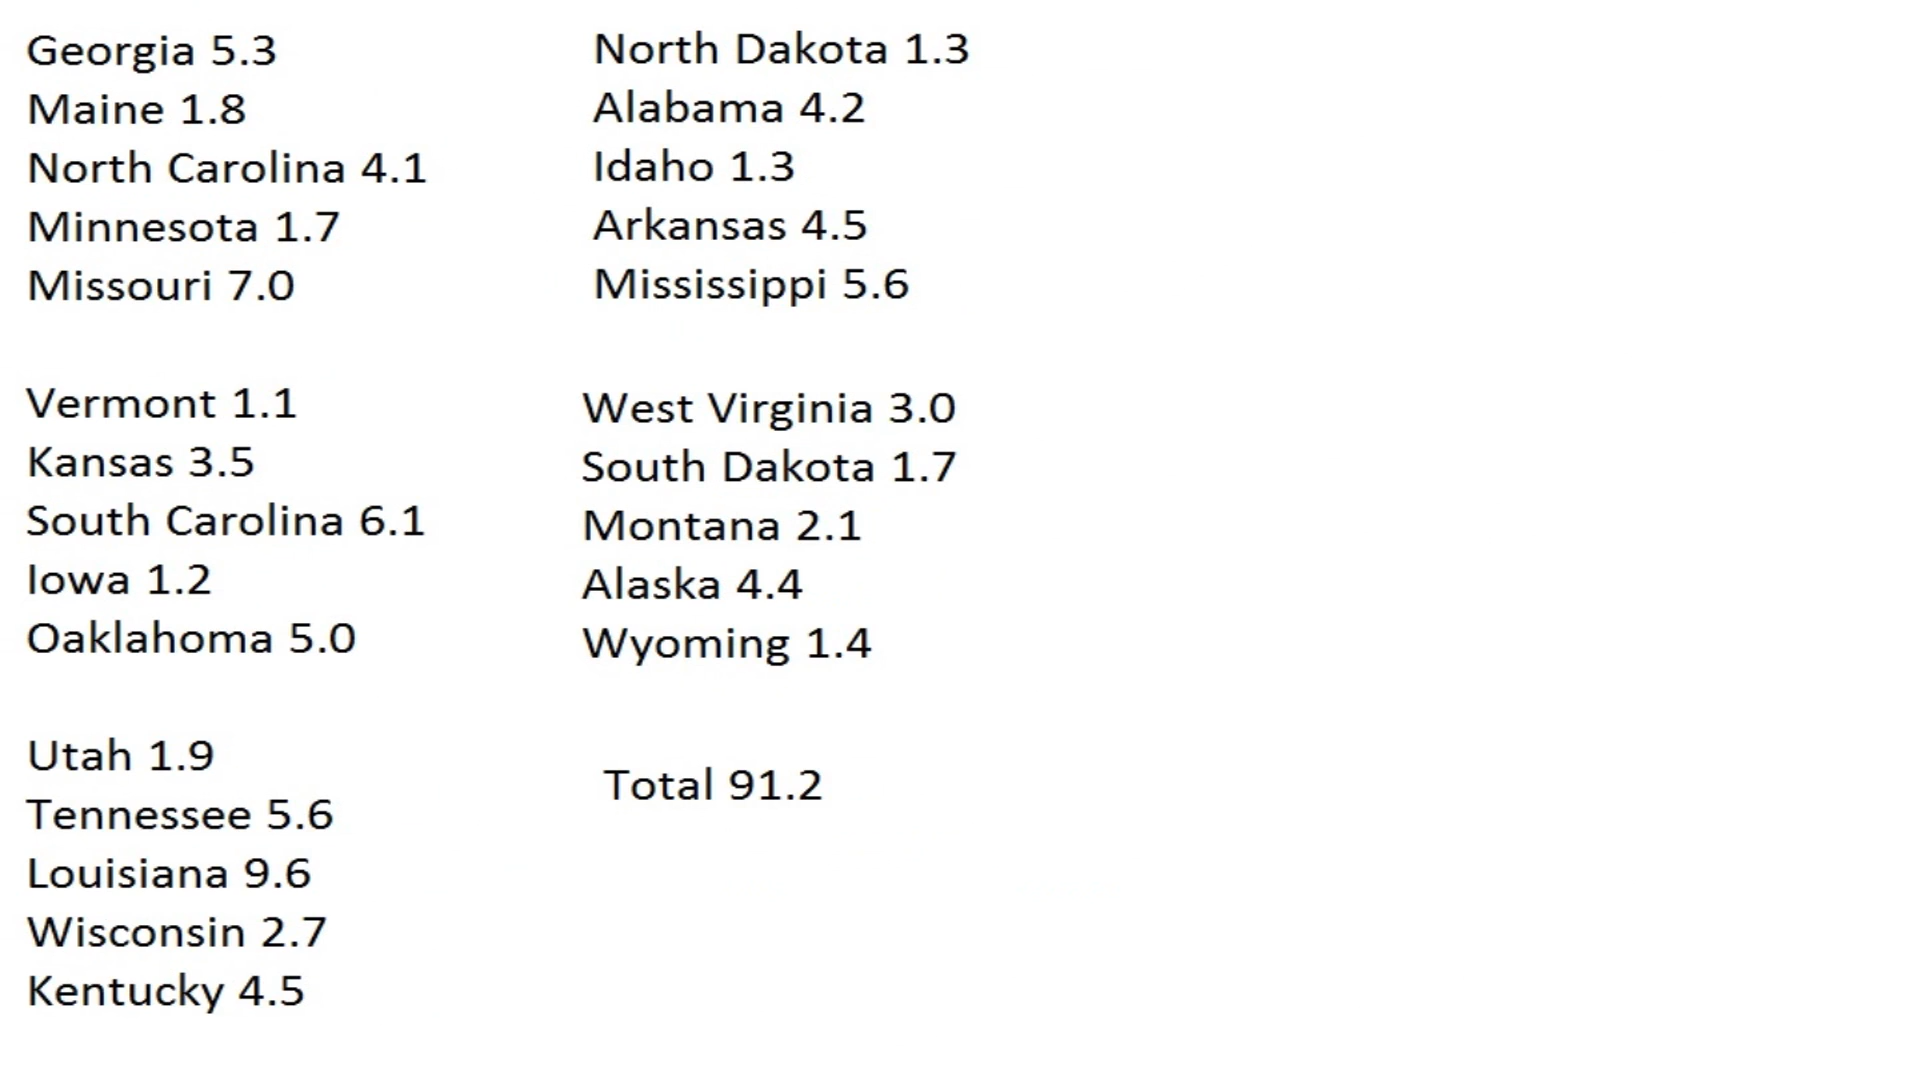 Georgia 5.3
Maine 1.8
North Carolina 4.1
Minnesota 1.7
Missouri 7.0
Vermont 1.1
Kansas 3.5
South Carolina 6.1
Iowa 1.2
Oaklahoma 5.0
Utah 1.9
Tennessee 5.6
Louisiana 9.6
Wisconsin 2.7
Kentucky 4.5
North Dakota 1.3
Alabama 4.2
Idaho 1.3
Arkansas 4.5
Mississippi 5.6
West Virginia 3.0
South Dakota 1.7
Montana 2.1
Alaska 4.4
Wyoming 1.4
Total 91.2